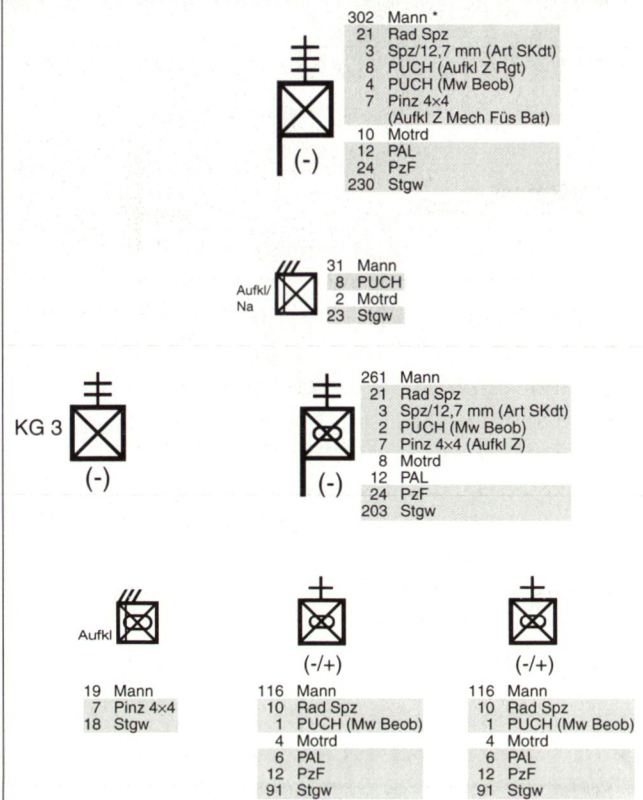 302 Mann *
21 Rad Spz
3 Spz/12,7 mm (Art SKdt)
8 PUCH (Aufkl Z Rgt)
4 PUCH (Mw Beob)
7 Pinz 4×4
(Aufkl Z Mech Füs Bat)
10 Motrd
12 PAL
24 PzF
230 Stgw
(-)
Aufkl/
Na
31 Mann
8 PUCH
2 Motrd
23 Stgw
KG 3
(-)
(-)
261 Mann
21 Rad Spz
3 Spz/12,7 mm (Art SKdt)
2 PUCH (Mw Beob)
7 Pinz 4×4 (Aufkl Z)
8 Motrd
12 PAL
24 PzF
203 Stgw
Aufkl
19 Mann
7 Pinz 4×4
18 Stgw
(-/+)
116 Mann
10 Rad Spz
1 PUCH (Mw Beob)
4 Motrd
6 PAL
12 PzF
91 Stgw
(-/+)
116 Mann
10 Rad Spz
1 PUCH (Mw Beob)
4 Motrd
6 PAL
12 PzF
91 Stgw